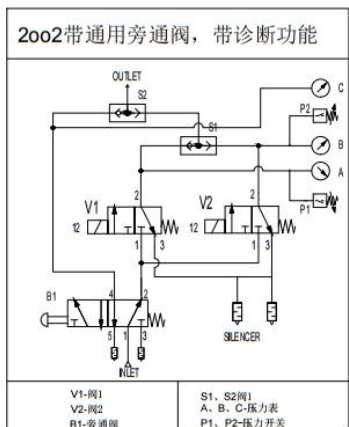 2oo2带通用旁通阀，带诊断功能
OUTLET
S2
C
P2
S1
B
A
2
2
V1
V2
P1
12
12
1
3
1
3
B1
4
2
5
1
3
SILENCER
INLET
V1-阀1
V2-阀2
B1-旁通阀
S1、S2阀1
A、B、C-压力表
P1、P2-压力开关